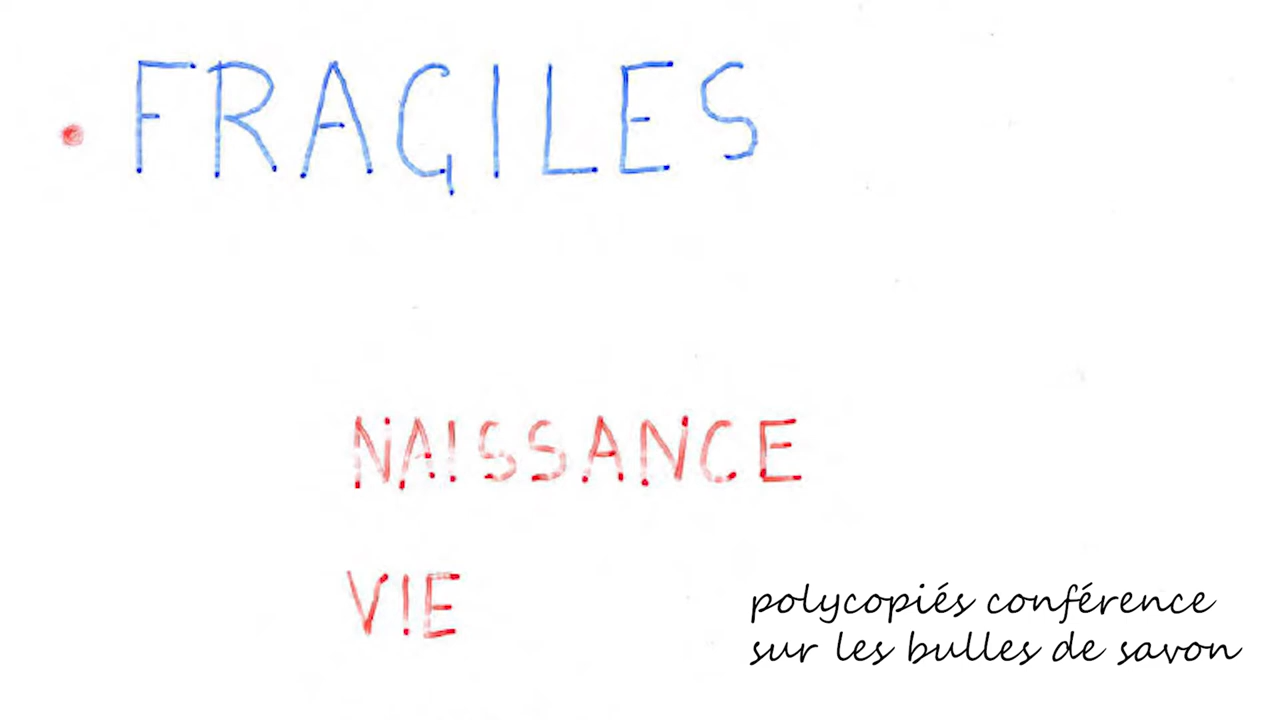 • FRAGILES
NAISSANCE
VIE
polycopiés conférence
sur les bulles de savon